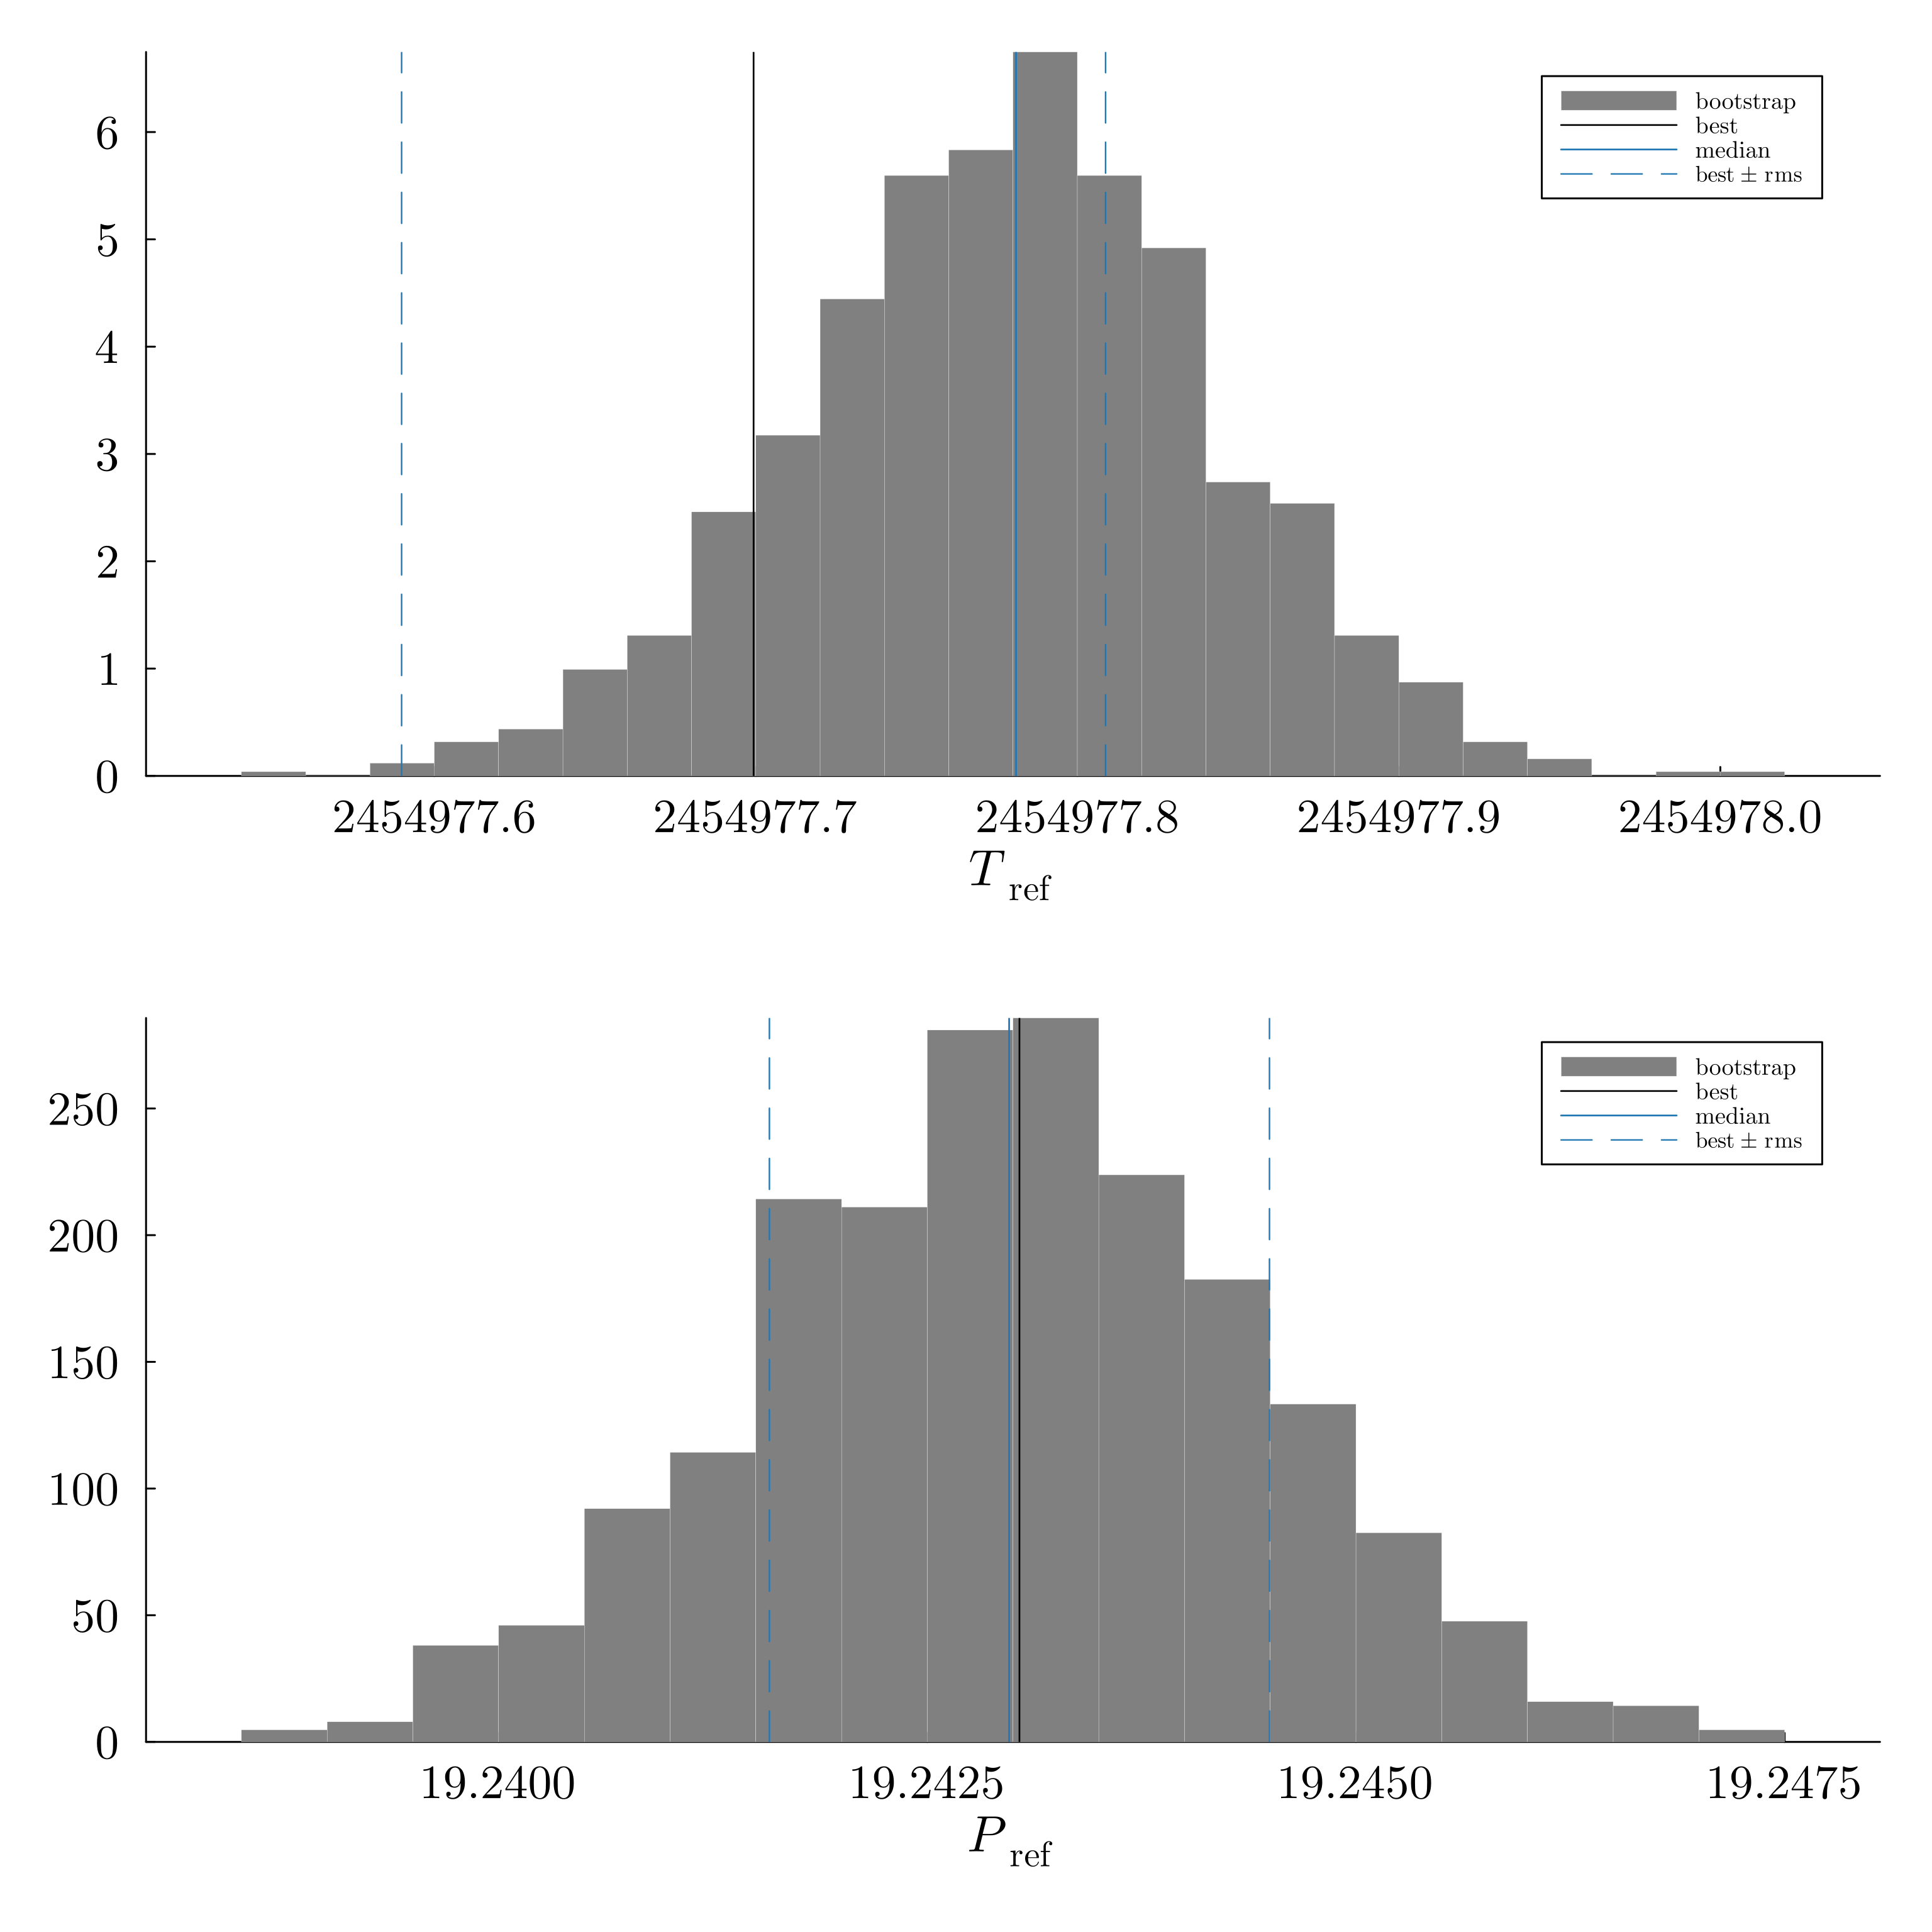 bootstrap
best
median
best ± rms
6
5
4
3
2
1
0
2454977.6 2454977.7 2454977.8 2454977.9 2454978.0
T ref
bootstrap
best
median
best ± rms
250
200
150
100
50
0
19.2400 19.2425 19.2450 19.2475
P ref